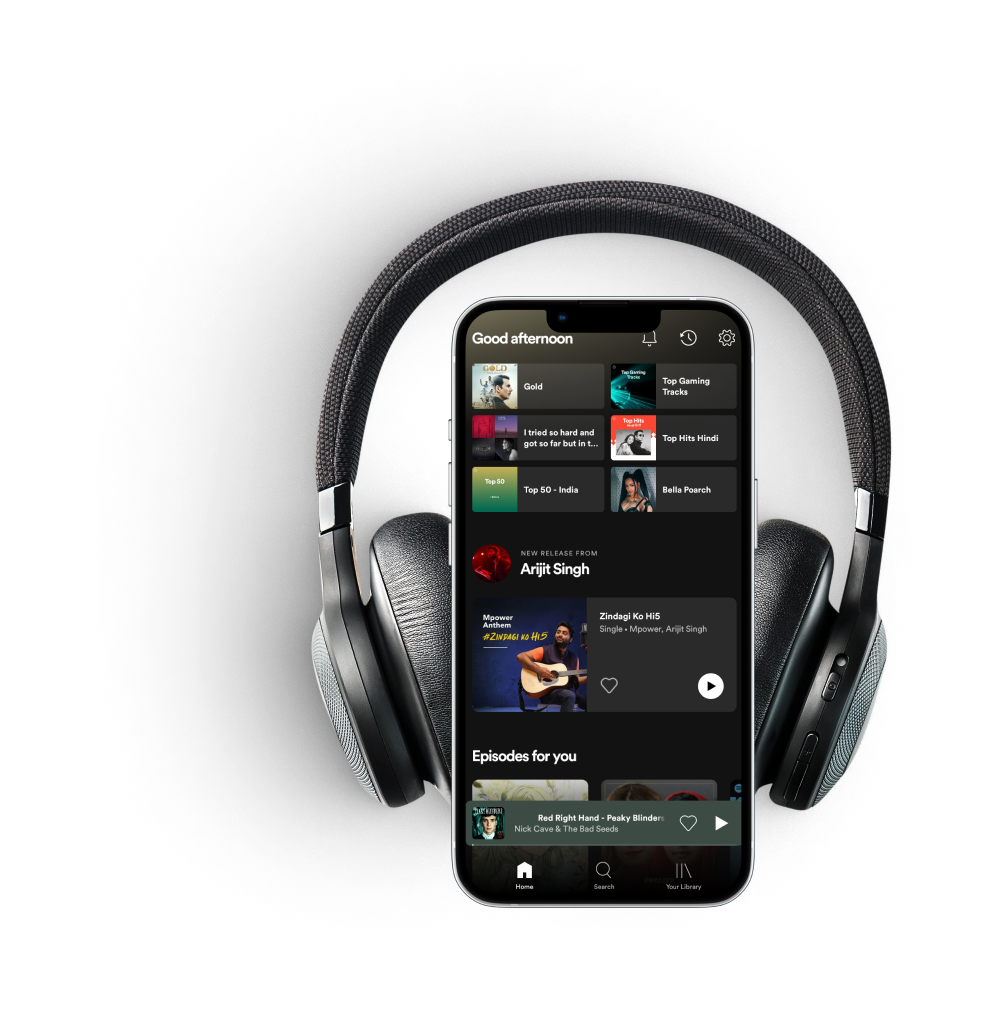 Good afternoon
GOLD
Gold
Top Gaming
Tracks
Top Gaming
Tracks
I tried so hard and
got so far but in t...
Top Hits
Top Hits Hindi
Top 50
Top 50 - India
Bella Poarch
NEW RELEASE FROM
Arijit Singh
Mpower
Anthem
#ZINDAGI KO Hi5
Zindagi Ko Hi5
Single • Mpower, Arijit Singh
Episodes for you
Red Right Hand - Peaky Blinders
Nick Cave & The Bad Seeds
Home
Search
Your Library